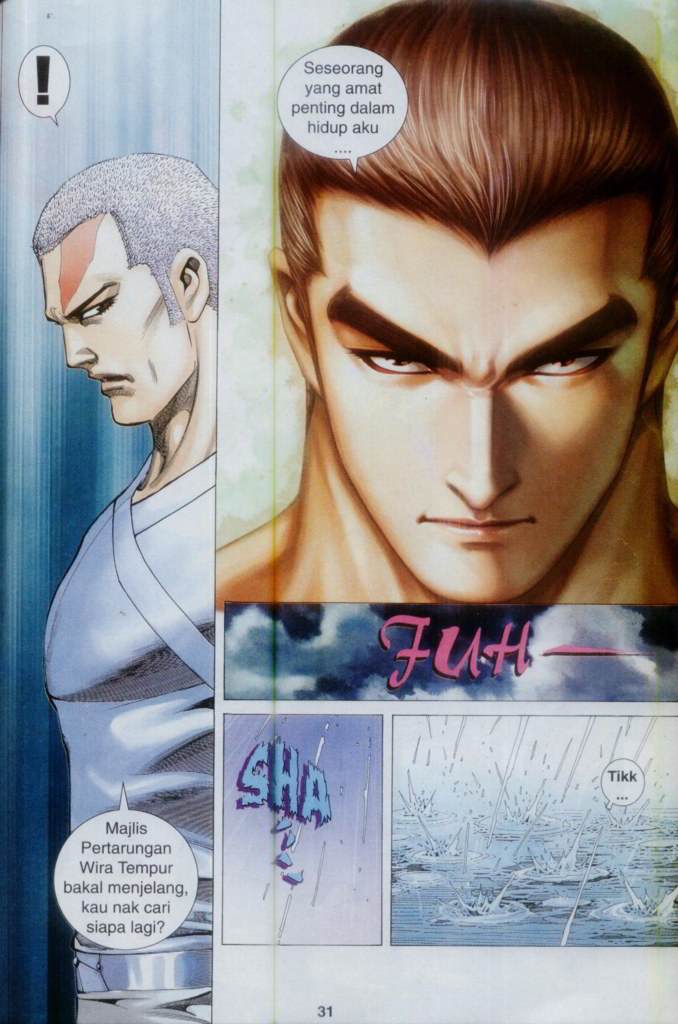 !
Majlis
Pertarungan
Wira Tempur
bakal menjelang,
kau nak cari
siapa lagi?
Seseorang
yang amat
penting dalam
hidup aku
....
FUH
SHA
Tikk
...
31